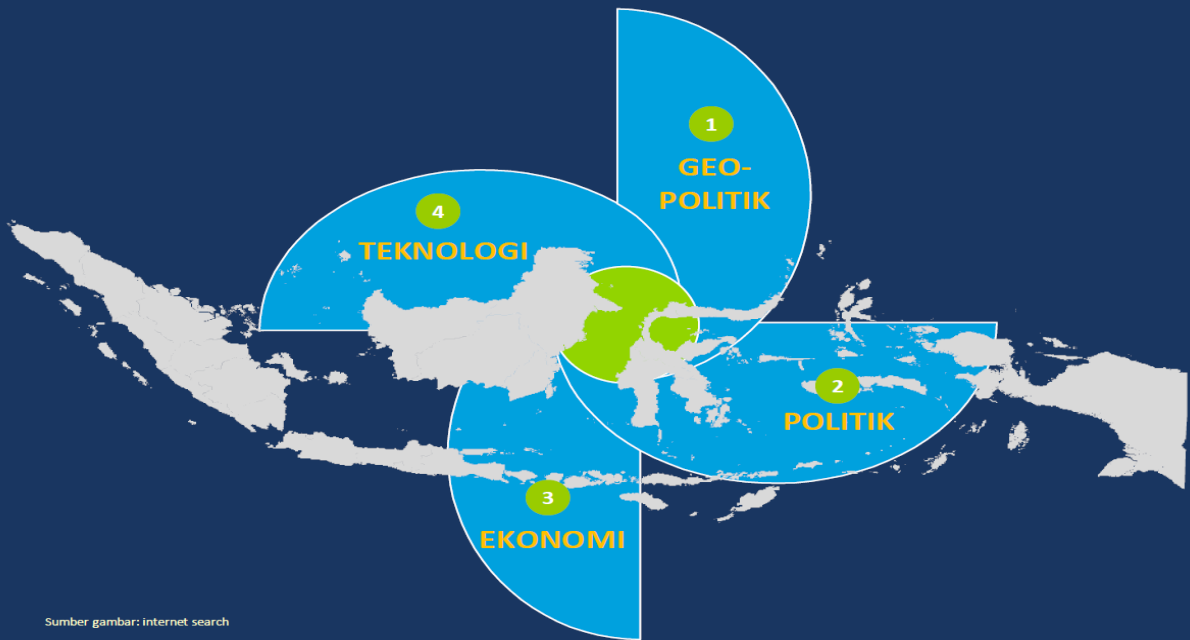 1
GEO-
POLITIK
4
TEKNOLOGI
2
POLITIK
3
EKONOMI
Sumber gambar: internet search